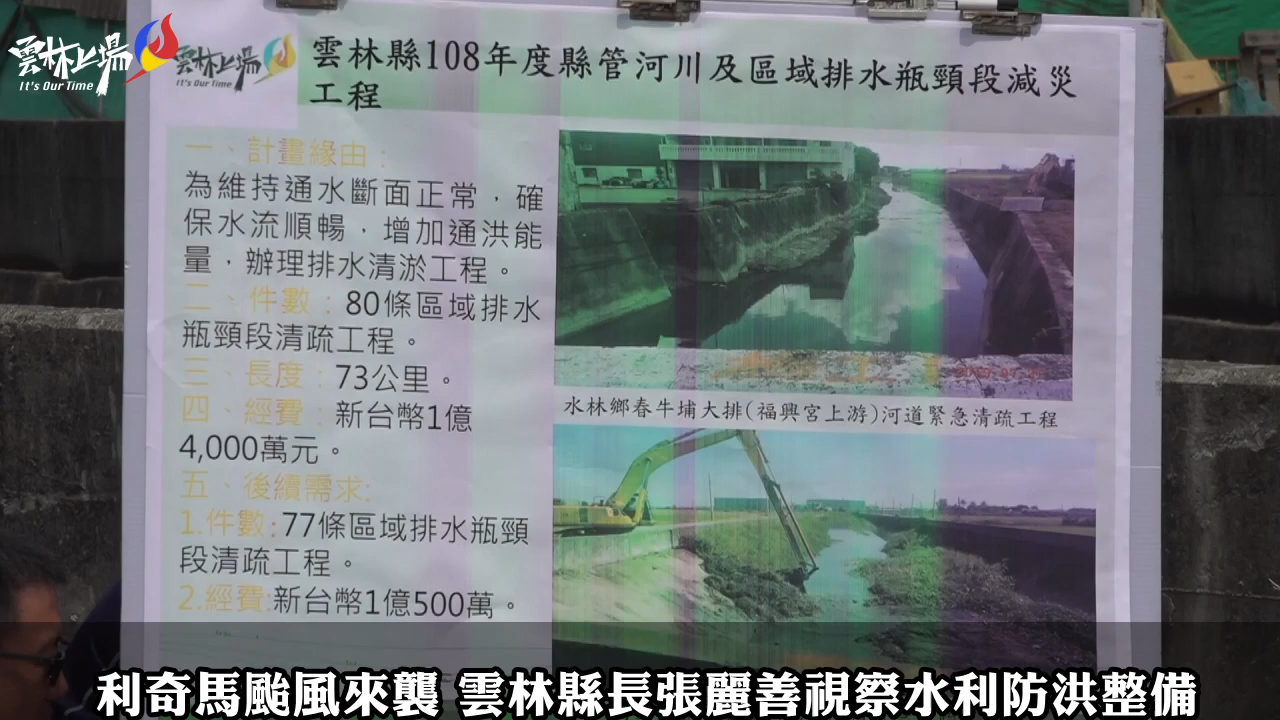 雲林上場
It's Our Time
雲林上場
It's Our Time
雲林縣108年度縣管河川及區域排水瓶頸段減災
工程
一、計畫緣由：
為維持通水斷面正常，確
保水流順暢，增加通洪能
量，辦理排水清淤工程。
二、件數：80條區域排水
瓶頸段清疏工程。
三、長度：73公里。
四、經費：新台幣1億
4,000萬元。
五、後續需求:
1.件數:77條區域排水瓶頸
段清疏工程。
2.經費:新台幣1億500萬。
水林鄉春牛埔大排(福興宮上游)河道緊急清疏工程
利奇馬颱風來襲 雲林縣長張麗善視察水利防洪整備